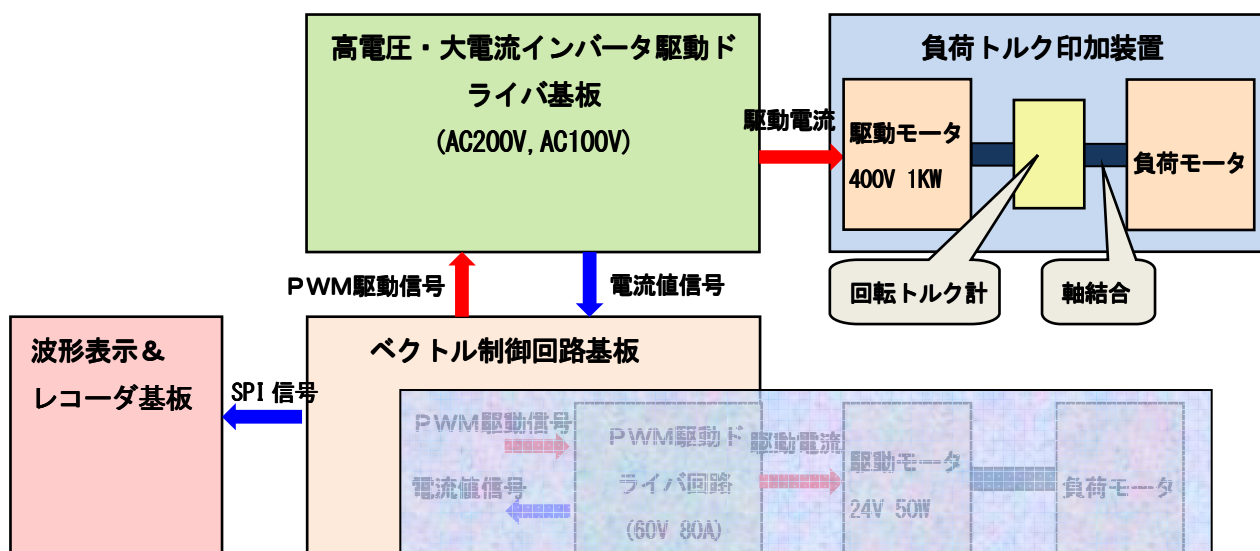 高電圧・大電流インバータ駆動ド
ライバ基板
(AC200V, AC100V)
駆動電流
負荷トルク印加装置
駆動モータ
400V 1KW
負荷モータ
回転トルク計
軸結合
PWM駆動信号
電流値信号
波形表示&
レコーダ基板
SPI 信号
ベクトル制御回路基板
PWM駆動信号
電流値信号
PWM駆動ド
ライバ回路
(60V 80A)
駆動電流
駆動モータ
24V 50W
負荷モータ